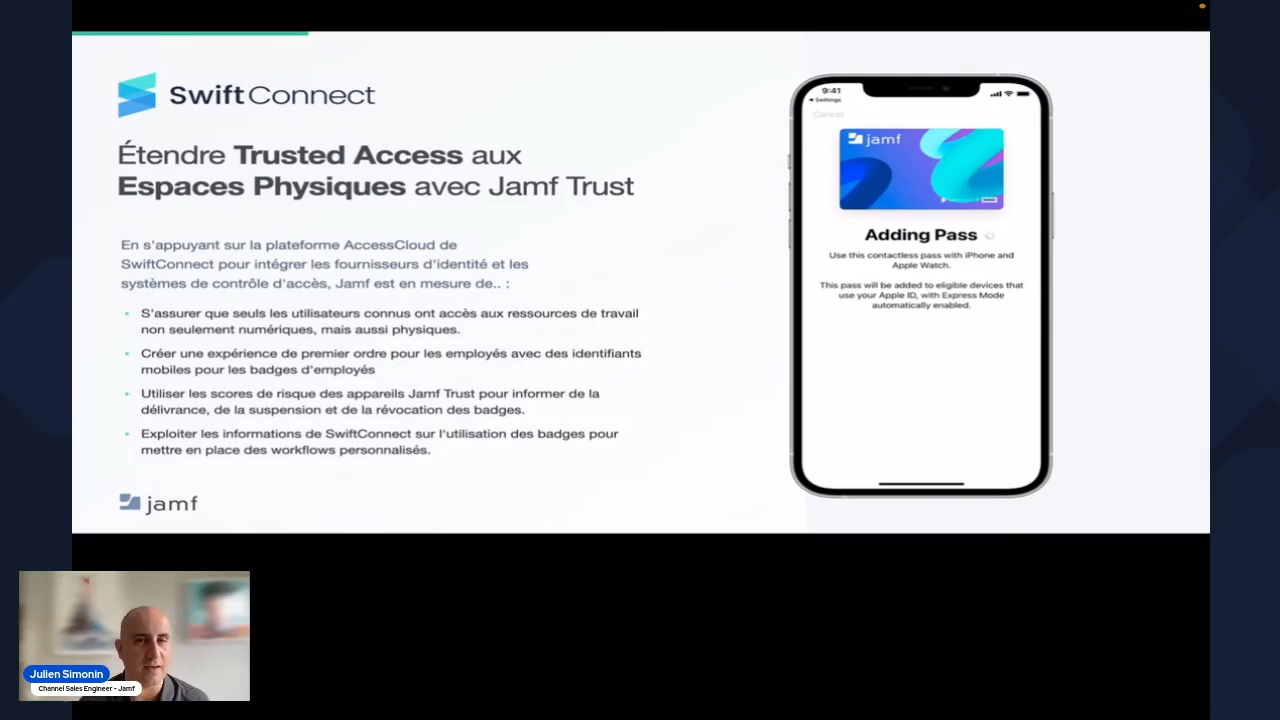 SwiftConnect
Étendre Trusted Access aux
Espaces Physiques avec Jamf Trust
En s'appuyant sur la plateforme AccessCloud de
SwiftConnect pour intégrer les fournisseurs d'identité et les
systèmes de contrôle d'accès, Jamf est en mesure de.. :
S'assurer que seuls les utilisateurs connus ont accès aux ressources de travail
non seulement numériques, mais aussi physiques.
Créer une expérience de premier ordre pour les employés avec des identifiants
mobiles pour les badges d'employés
Utiliser les scores de risque des appareils Jamf Trust pour informer de la
délivrance, de la suspension et de la révocation des badges.
Exploiter les informations de SwiftConnect sur l'utilisation des badges pour
mettre en place des workflows personnalisés.
jamf
9:41
Settings
Cancel
jamf
Adding Pass
Use this contactless pass with iPhone and
Apple Watch.
This pass will be added to eligible devices that
use your Apple ID, with Express Mode
automatically enabled.
Julien Simonin
Channel Sales Engineer - Jamf